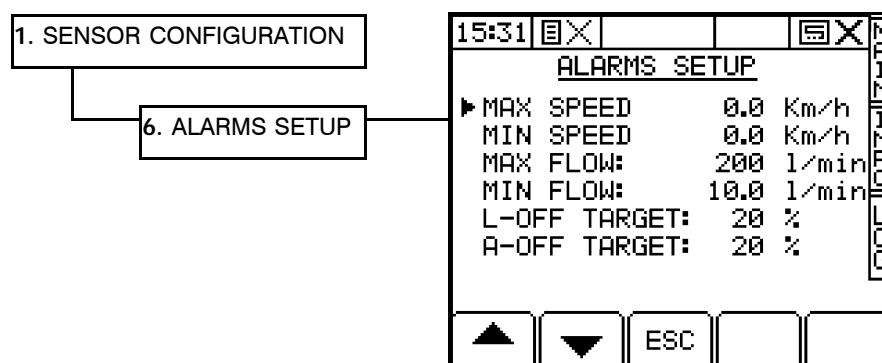 1. SENSOR CONFIGURATION
6. ALARMS SETUP
15:31
ALARMS SETUP
MAX SPEED 0.0 Km/h
MIN SPEED 0.0 Km/h
MAX FLOW: 200 l/min
MIN FLOW: 10.0 l/min
L-OFF TARGET: 20 %
A-OFF TARGET: 20 %
ESC